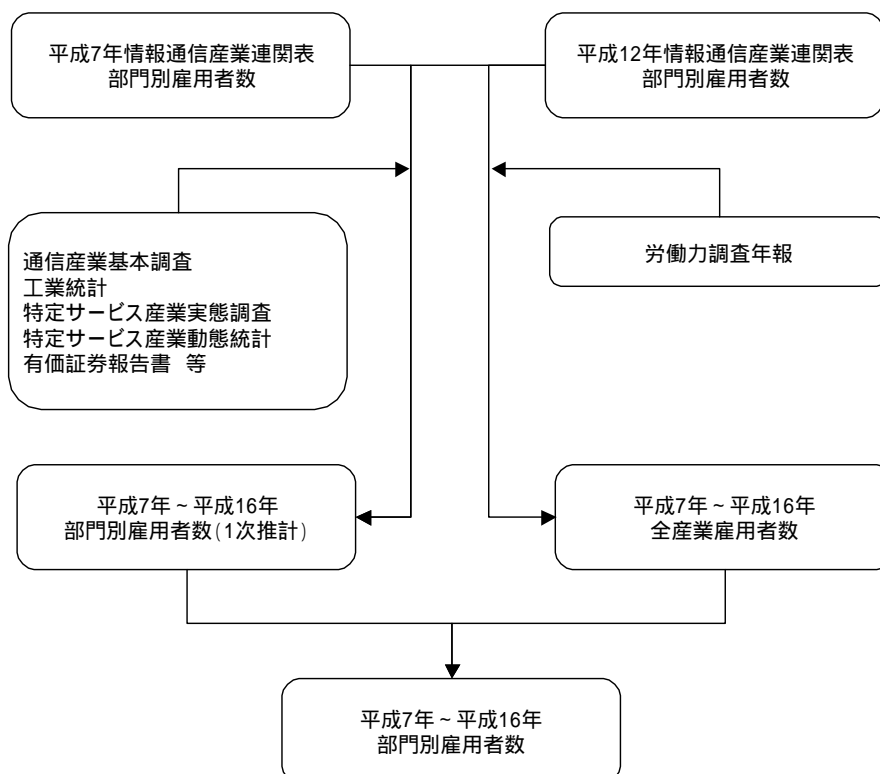 平成7年情報通信産業連関表
部門別雇用者数
平成12年情報通信産業連関表
部門別雇用者数
通信産業基本調査
工業統計
特定サービス産業実態調査
特定サービス産業動態統計
有価証券報告書 等
労働力調査年報
平成7年~平成16年
部門別雇用者数(1次推計)
平成7年~平成16年
全産業雇用者数
平成7年~平成16年
部門別雇用者数